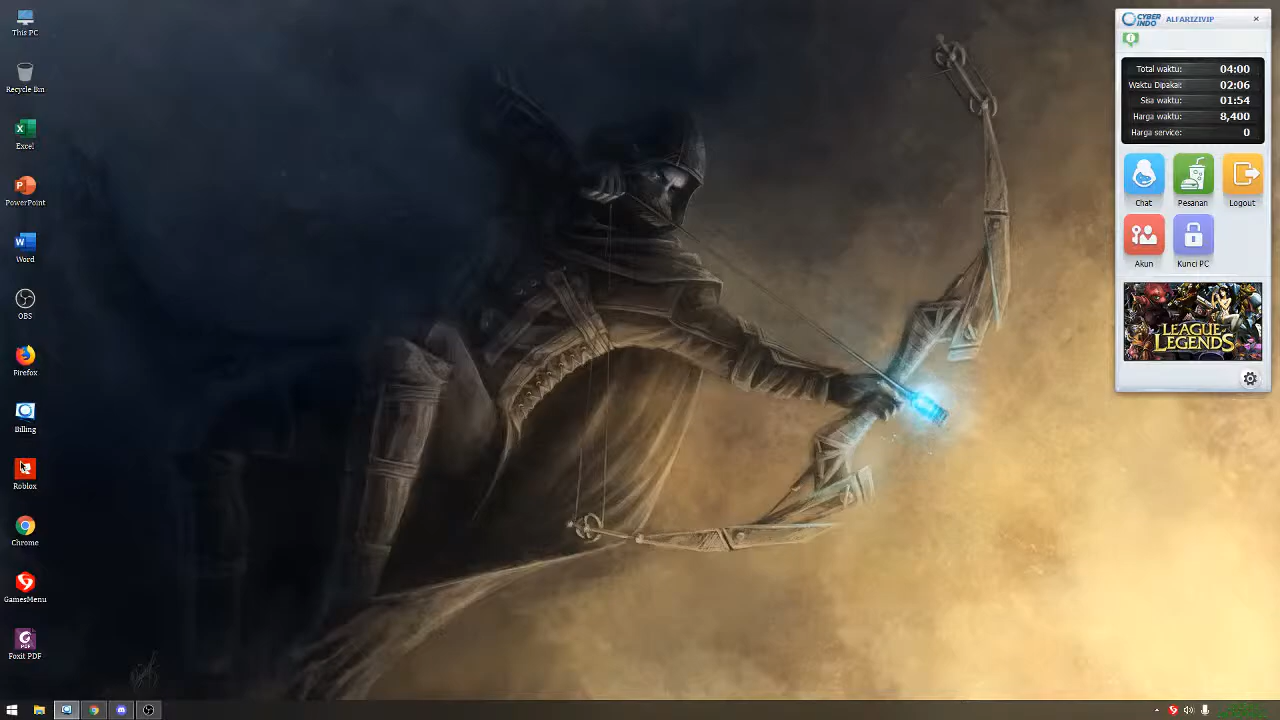 This PC
Recycle Bin
Excel
PowerPoint
Word
OBS
Firefox
Billing
Roblox
Chrome
GamesMenu
Foxit PDF
CYBER
INDO
ALFARIZIVIP
Total waktu: 04:00
Waktu Dipakai: 02:06
Sisa waktu: 01:54
Harga waktu: 8,400
Harga service: 0
Chat
Pesanan
Logout
Akun
Kunci PC
LEAGUE
OF
LEGENDS